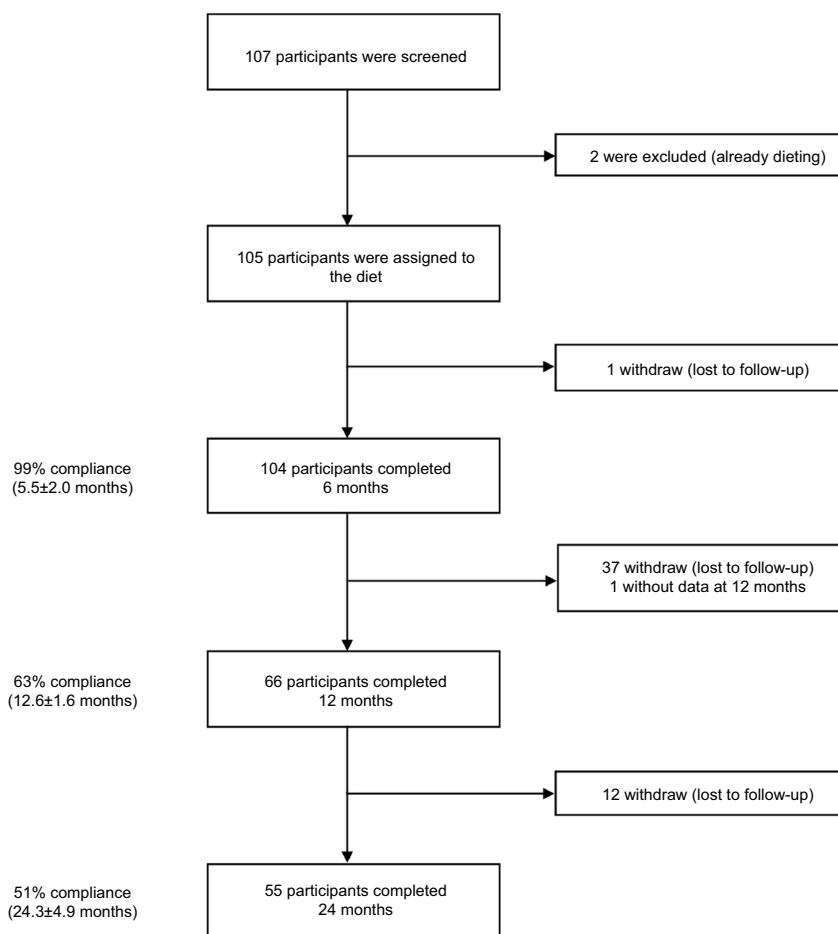 107 participants were screened
2 were excluded (already dieting)
105 participants were assigned to
the diet
1 withdraw (lost to follow-up)
99% compliance
(5.5±2.0 months)
104 participants completed
6 months
37 withdraw (lost to follow-up)
1 without data at 12 months
63% compliance
(12.6±1.6 months)
66 participants completed
12 months
12 withdraw (lost to follow-up)
51% compliance
(24.3±4.9 months)
55 participants completed
24 months